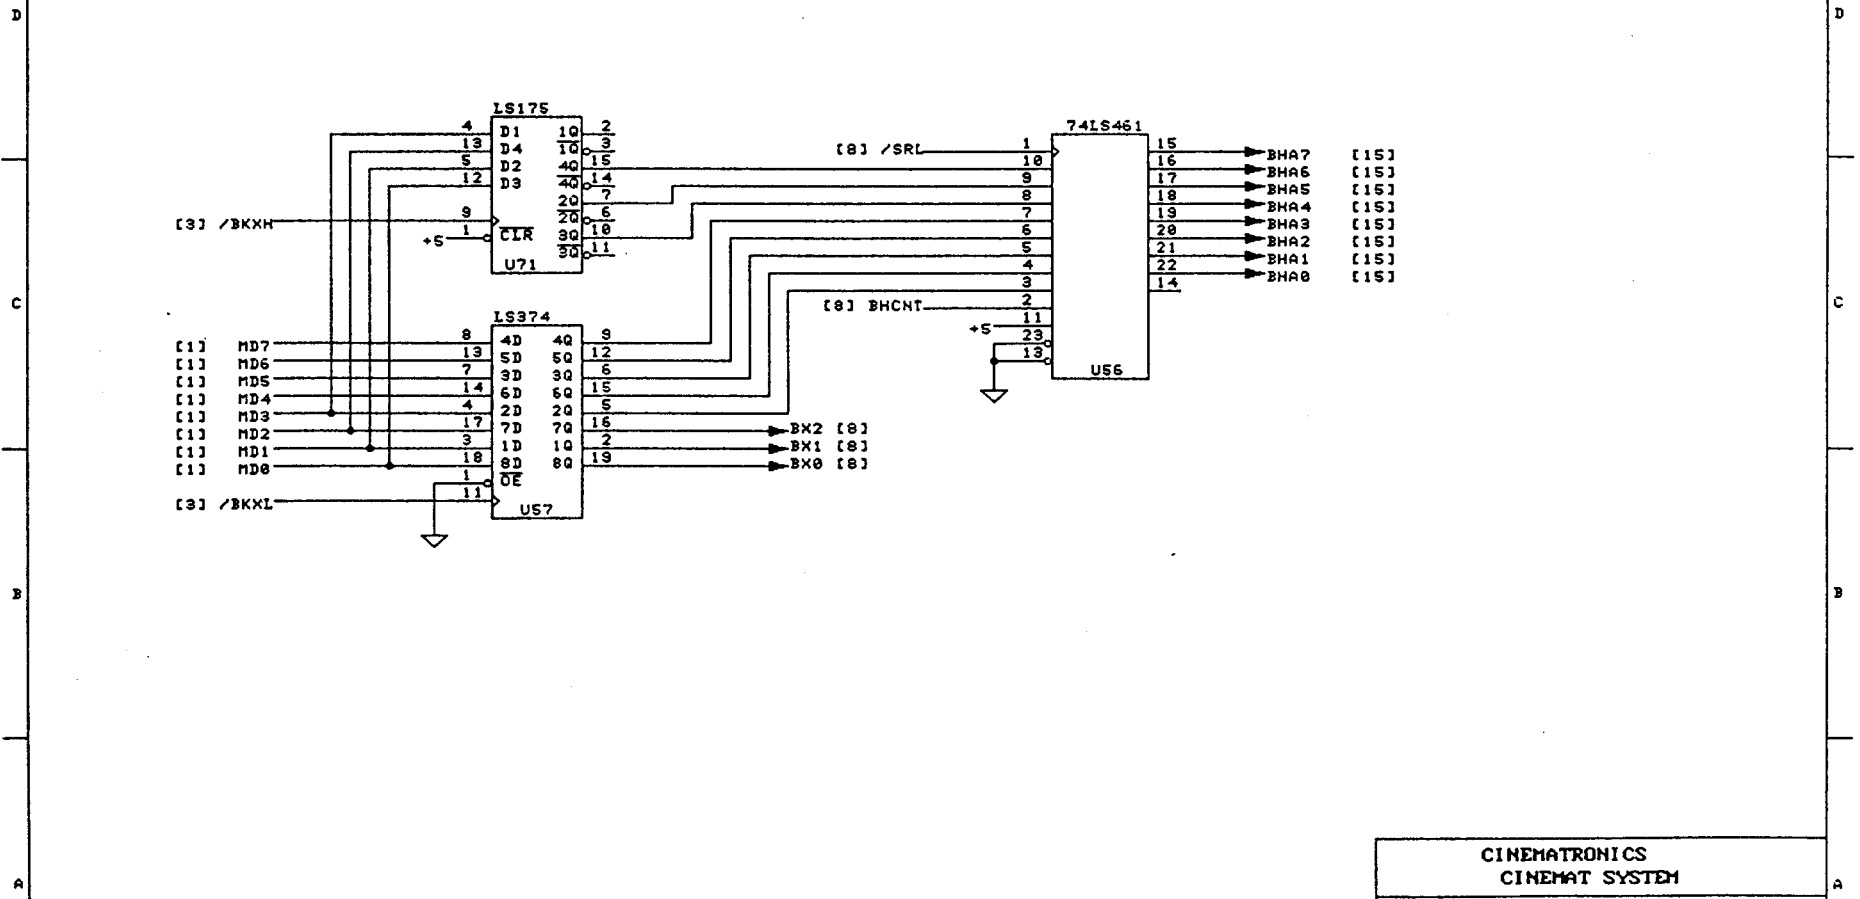 D D
LS175
4 D1 1Q 2
13 D4 1Q 3
5 D2 4Q 15
12 D3 4Q 14
2Q 7
[3] /BKXH 9 2Q 6
+5 1 CLR 3Q 10
3Q 11
U71
74LS461
[8] /SRL 1 15 BHA7 [15]
10 16 BHA6 [15]
9 17 BHA5 [15]
8 18 BHA4 [15]
7 19 BHA3 [15]
6 20 BHA2 [15]
5 21 BHA1 [15]
4 22 BHA0 [15]
3 14
[8] BHCNT 2
+5 11
23
13
U56
C C
LS374
[1] MD7 8 4D 4Q 9
[1] MD6 13 5D 5Q 12
[1] MD5 7 3D 3Q 6
[1] MD4 14 6D 6Q 15
[1] MD3 4 2D 2Q 5
[1] MD2 17 7D 7Q 16 BX2 [8]
[1] MD1 3 1D 1Q 2 BX1 [8]
[1] MD0 18 8D 8Q 19 BX0 [8]
1 OE
[3] /BKXL 11
U57
B B
CINEMATRONICS
CINEMAT SYSTEM
A A